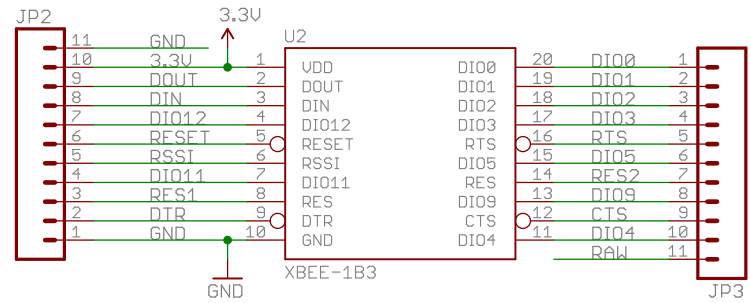 JP2 3.3V U2
11 GND
10 3.3V 1 VDD DIO0 20 DIO0 1
9 DOUT 2 DOUT DIO1 19 DIO1 2
8 DIN 3 DIN DIO2 18 DIO2 3
7 DIO12 4 DIO12 DIO3 17 DIO3 4
6 RESET 5 RESET RTS 16 RTS 5
5 RSSI 6 RSSI DIO5 15 DIO5 6
4 DIO11 7 DIO11 RES 14 RES2 7
3 RES1 8 RES DIO9 13 DIO9 8
2 DTR 9 DTR CTS 12 CTS 9
1 GND 10 GND DIO4 11 DIO4 10
RAW 11
GND XBEE-1B3 JP3